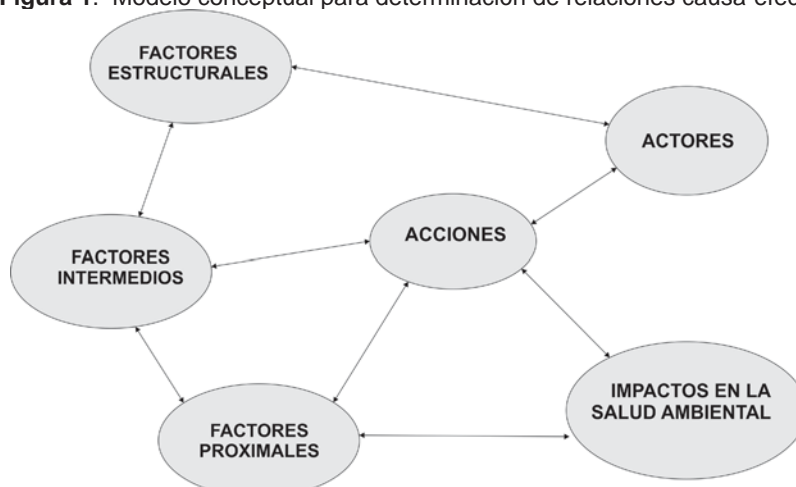 Figura 1. Modelo conceptual para determinación de relaciones causa-efec
FACTORES
ESTRUCTURALES
ACTORES
ACCIONES
FACTORES
INTERMEDIOS
IMPACTOS EN LA
SALUD AMBIENTAL
FACTORES
PROXIMALES